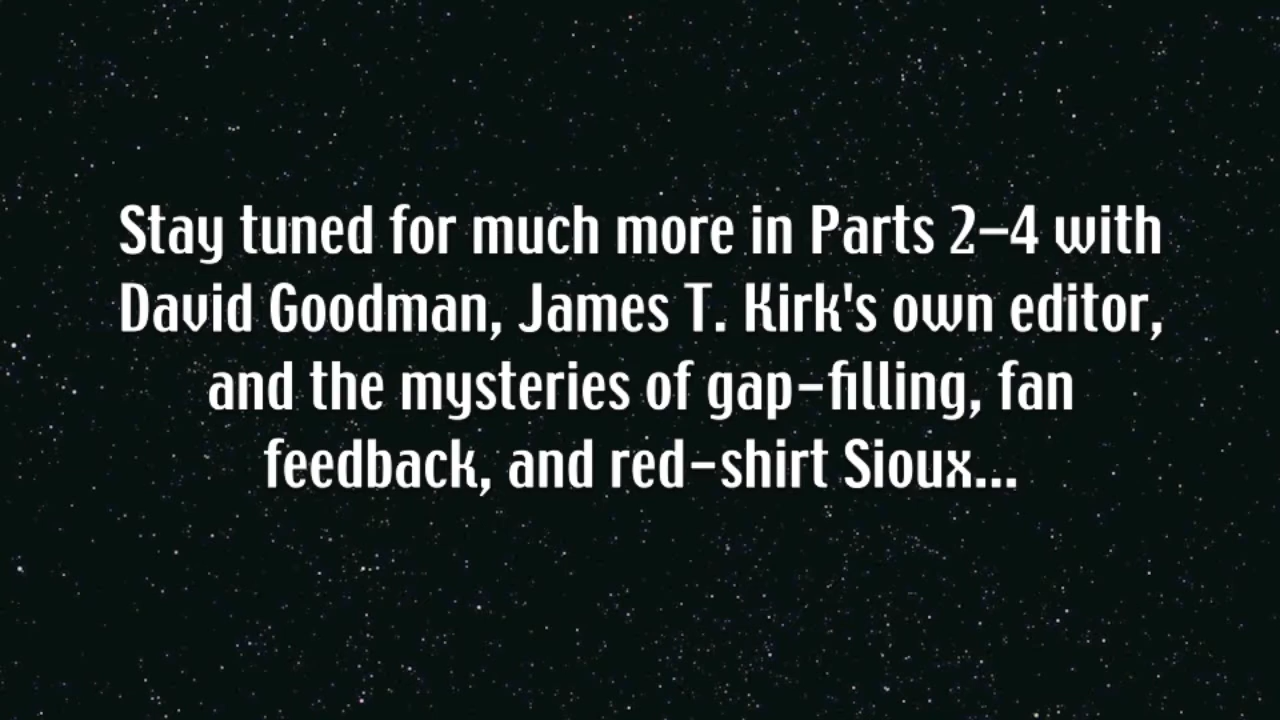 Stay tuned for much more in Parts 2–4 with
David Goodman, James T. Kirk's own editor,
and the mysteries of gap–filling, fan
feedback, and red–shirt Sioux...